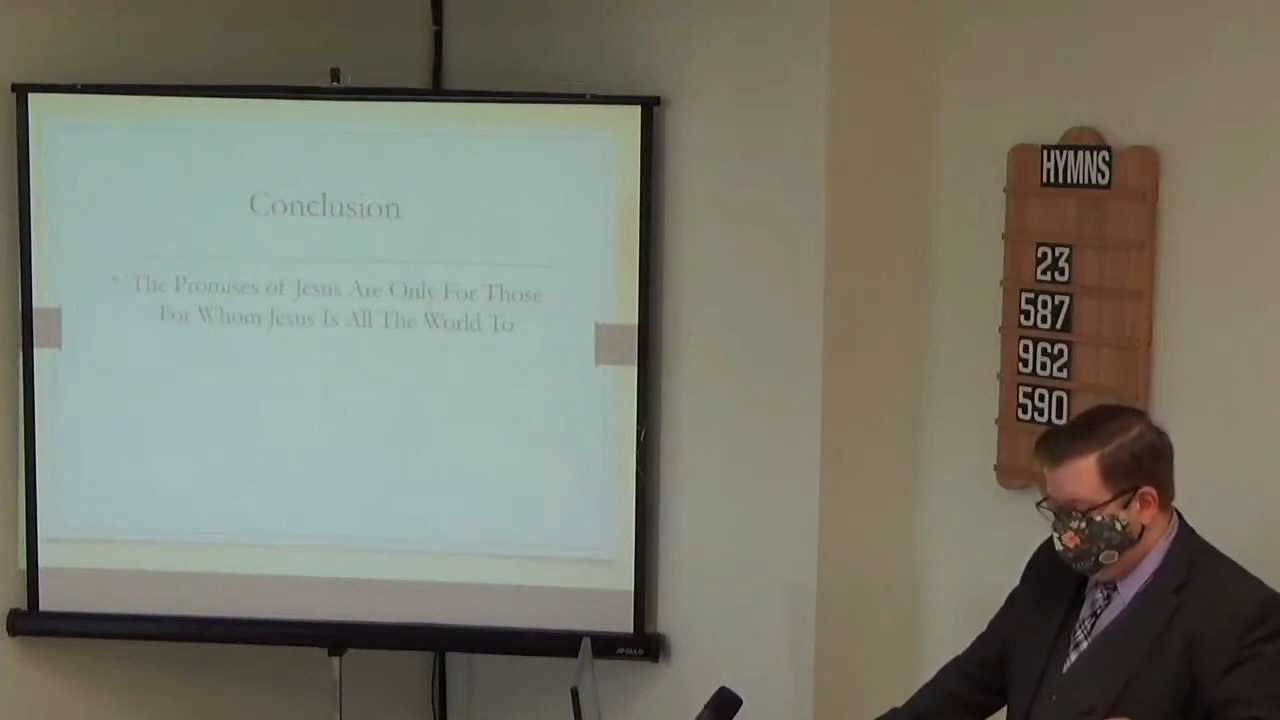 Conclusion
The Promises of Jesus Are Only For Those
For Whom Jesus Is All The World To
APOLLO
HYMNS
23
587
962
590